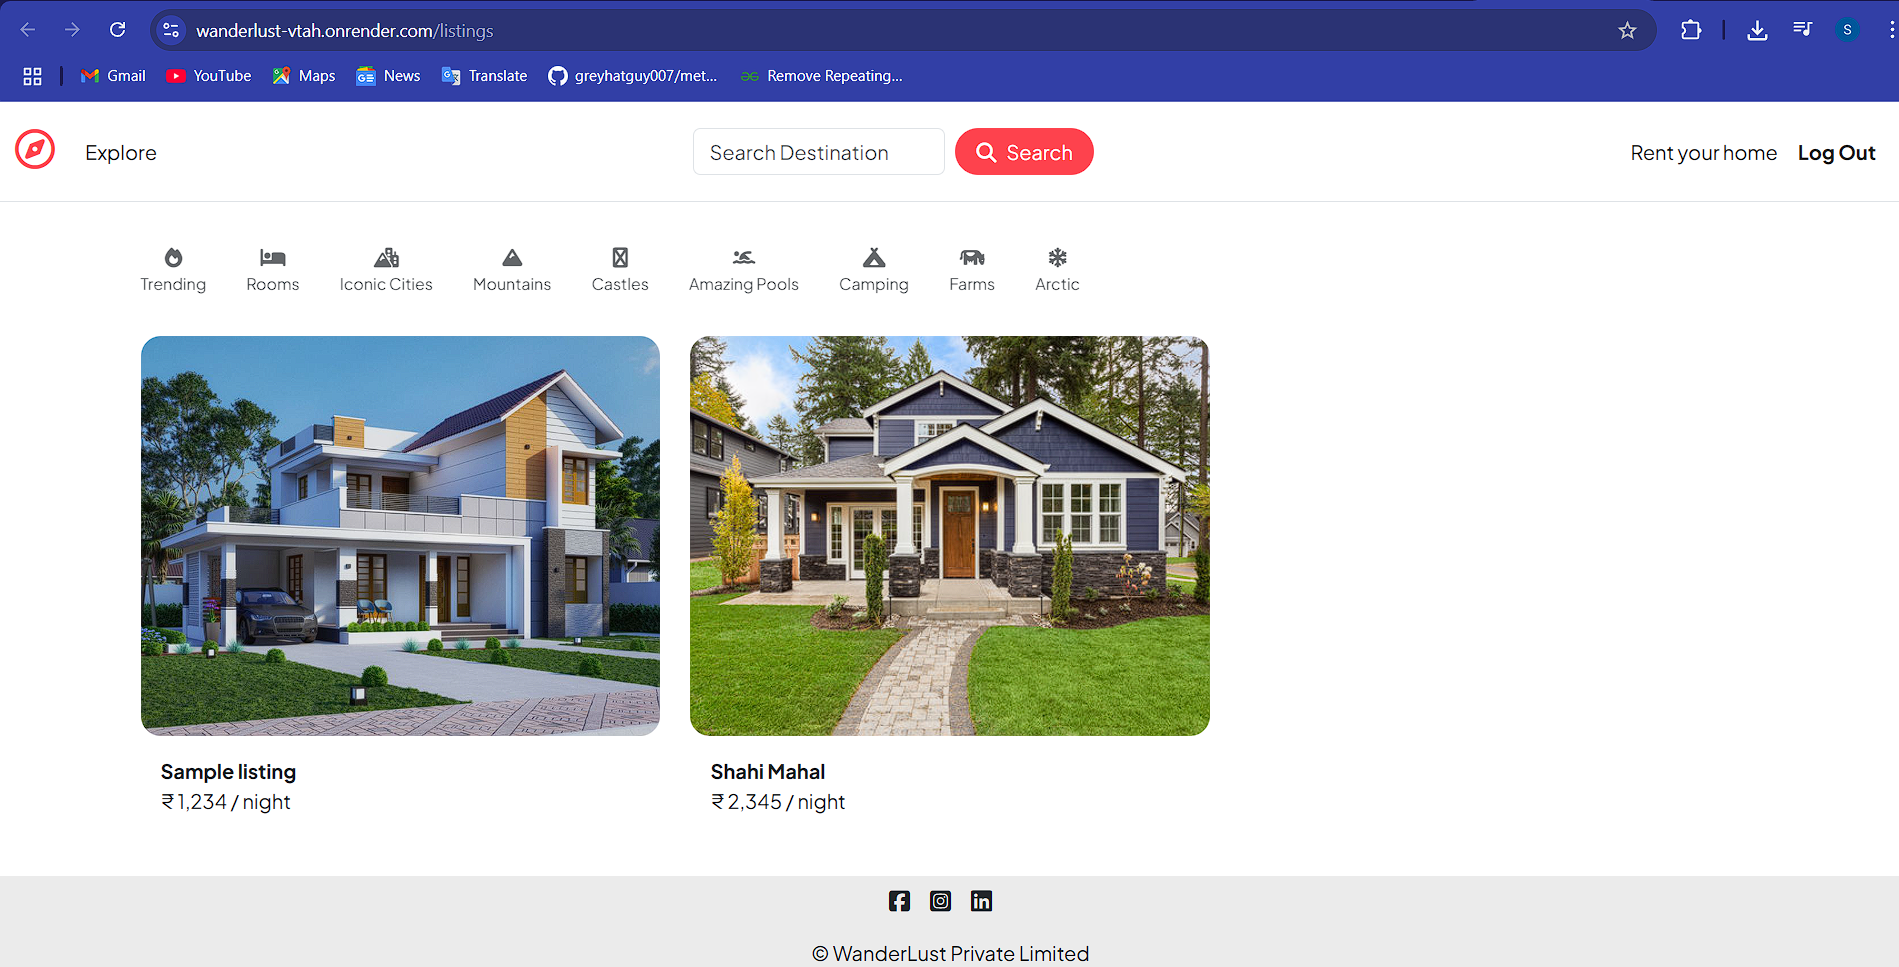 wanderlust-vtah.onrender.com/listings
S
Gmail YouTube Maps News Translate greyhatguy007/met... Remove Repeating...
Explore Search Destination Search Rent your home Log Out
Trending Rooms Iconic Cities Mountains Castles Amazing Pools Camping Farms Arctic
Sample listing
₹ 1,234 / night
Shahi Mahal
₹ 2,345 / night
© WanderLust Private Limited